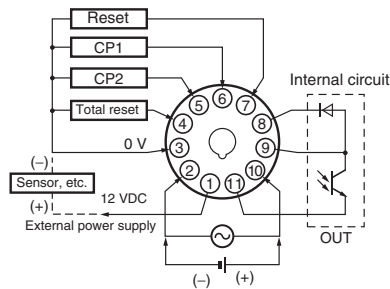 Reset
CP1
CP2
Total reset
Internal circuit
6
5
7
4
8
0 V
3
9
2
10
1
11
(−)
Sensor, etc.
(+)
12 VDC
External power supply
OUT
(−)
(+)